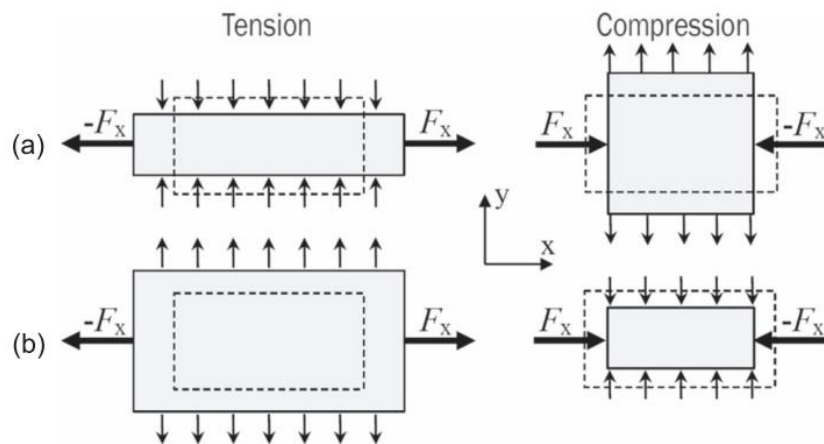 Tension
Compression
(a)
-Fx
Fx
Fx
-Fx
y
x
(b)
-Fx
Fx
Fx
-Fx